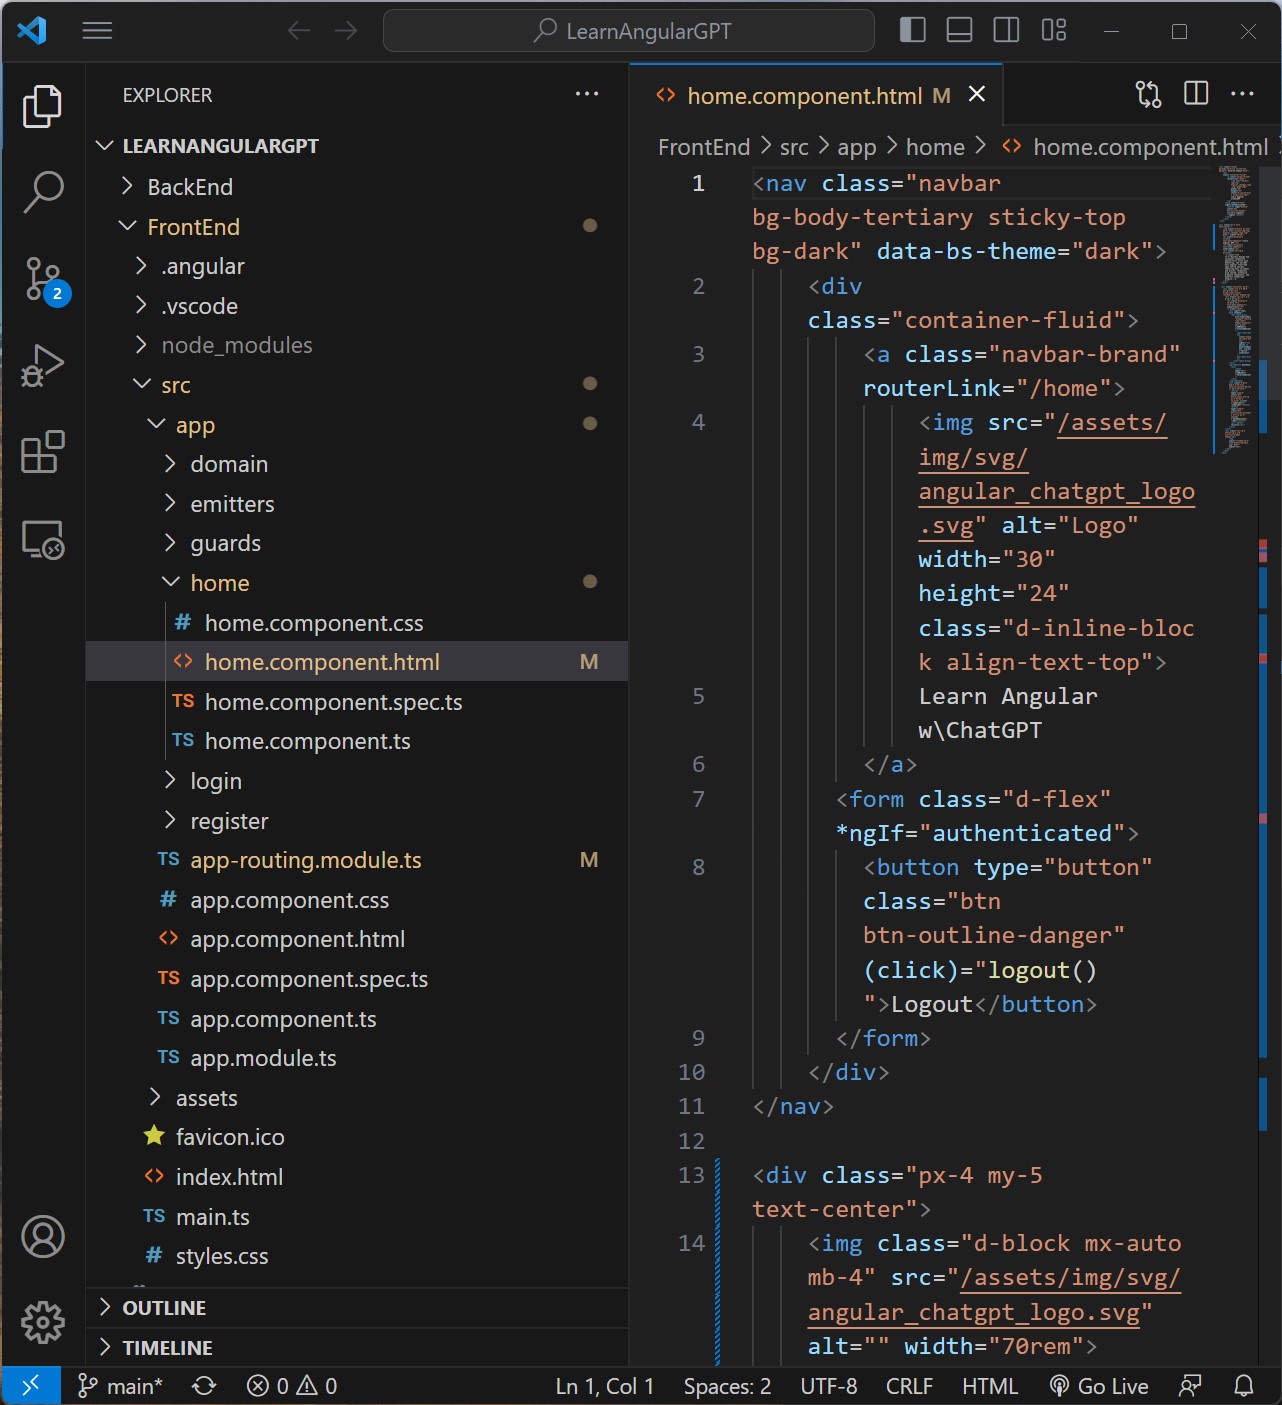 LearnAngularGPT
EXPLORER
LEARNANGULARGPT
BackEnd
FrontEnd
.angular
.vscode
node_modules
src
app
domain
emitters
guards
home
# home.component.css
<> home.component.html M
TS home.component.spec.ts
TS home.component.ts
login
register
TS app-routing.module.ts M
# app.component.css
<> app.component.html
TS app.component.spec.ts
TS app.component.ts
TS app.module.ts
assets
favicon.ico
<> index.html
TS main.ts
# styles.css
OUTLINE
TIMELINE
2
<> home.component.html M
FrontEnd > src > app > home > <> home.component.html
1 <nav class="navbar
bg-body-tertiary sticky-top
bg-dark" data-bs-theme="dark">
2 <div
class="container-fluid">
3 <a class="navbar-brand"
routerLink="/home">
4 <img src="/assets/
img/svg/
angular_chatgpt_logo
.svg" alt="Logo"
width="30"
height="24"
class="d-inline-bloc
k align-text-top">
5 Learn Angular
w\ChatGPT
6 </a>
7 <form class="d-flex"
*ngIf="authenticated">
8 <button type="button"
class="btn
btn-outline-danger"
(click)="logout()
">Logout</button>
9 </form>
10 </div>
11 </nav>
12
13 <div class="px-4 my-5
text-center">
14 <img class="d-block mx-auto
mb-4" src="/assets/img/svg/
angular_chatgpt_logo.svg"
alt="" width="70rem">
main* 0 0 Ln 1, Col 1 Spaces: 2 UTF-8 CRLF HTML Go Live